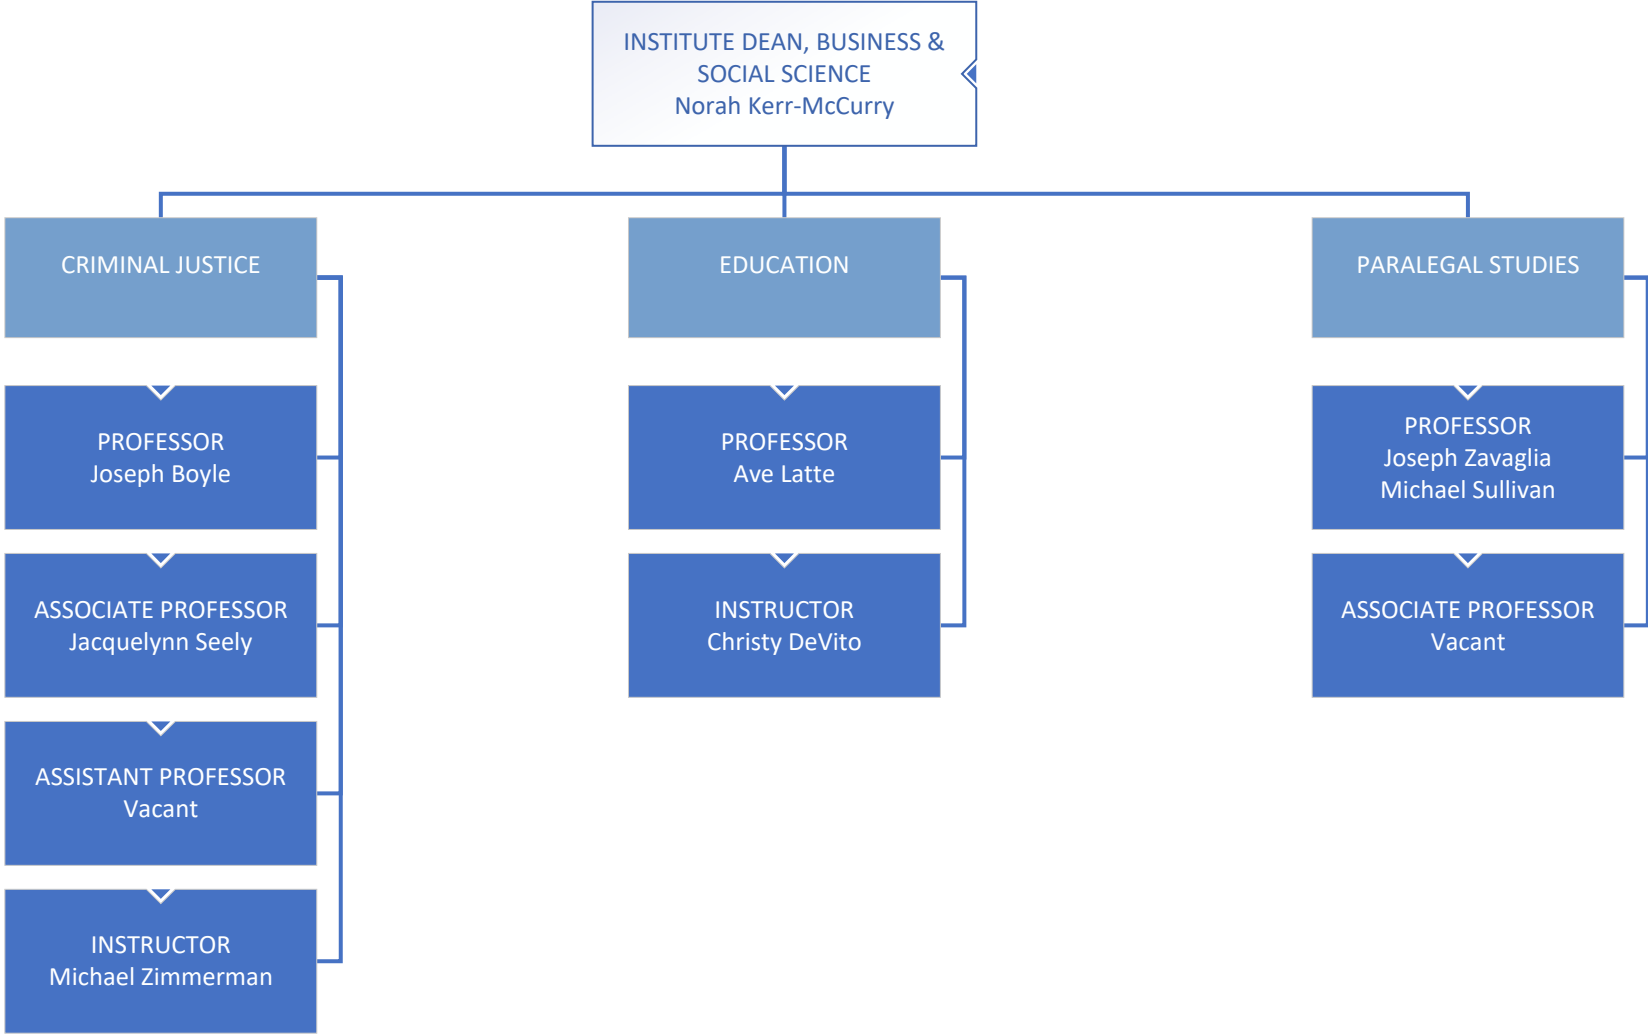 INSTITUTE DEAN, BUSINESS &
SOCIAL SCIENCE
Norah Kerr-McCurry
CRIMINAL JUSTICE
PROFESSOR
Joseph Boyle
ASSOCIATE PROFESSOR
Jacquelynn Seely
ASSISTANT PROFESSOR
Vacant
INSTRUCTOR
Michael Zimmerman
EDUCATION
PROFESSOR
Ave Latte
INSTRUCTOR
Christy DeVito
PARALEGAL STUDIES
PROFESSOR
Joseph Zavaglia
Michael Sullivan
ASSOCIATE PROFESSOR
Vacant